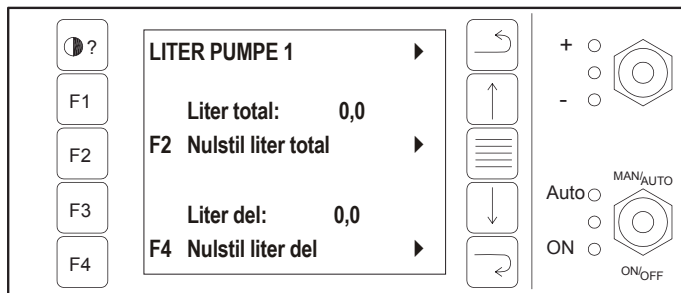 ?
F1
F2
F3
F4
LITER PUMPE 1
Liter total: 0,0
F2 Nulstil liter total
Liter del: 0,0
F4 Nulstil liter del
+
-
MAN/AUTO
Auto
ON
ON/OFF